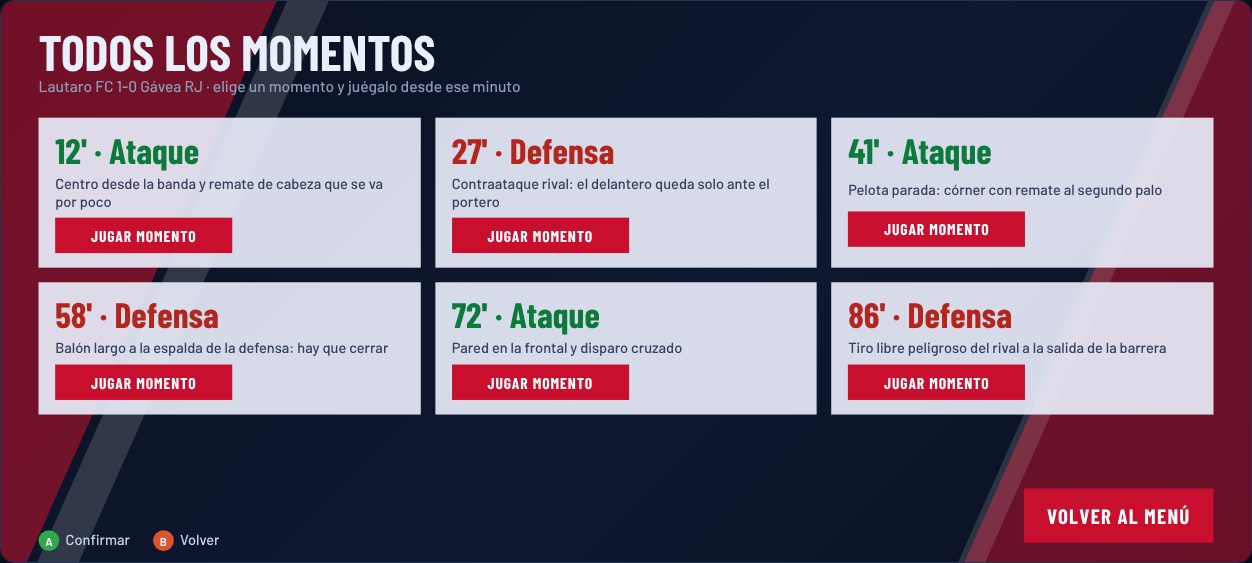 TODOS LOS MOMENTOS
Lautaro FC 1-0 Gávea RJ · elige un momento y juégalo desde ese minuto
12' · Ataque
Centro desde la banda y remate de cabeza que se va
por poco
JUGAR MOMENTO
27' · Defensa
Contraataque rival: el delantero queda solo ante el
portero
JUGAR MOMENTO
41' · Ataque
Pelota parada: córner con remate al segundo palo
JUGAR MOMENTO
58' · Defensa
Balón largo a la espalda de la defensa: hay que cerrar
JUGAR MOMENTO
72' · Ataque
Pared en la frontal y disparo cruzado
JUGAR MOMENTO
86' · Defensa
Tiro libre peligroso del rival a la salida de la barrera
JUGAR MOMENTO
VOLVER AL MENÚ
A Confirmar
B Volver